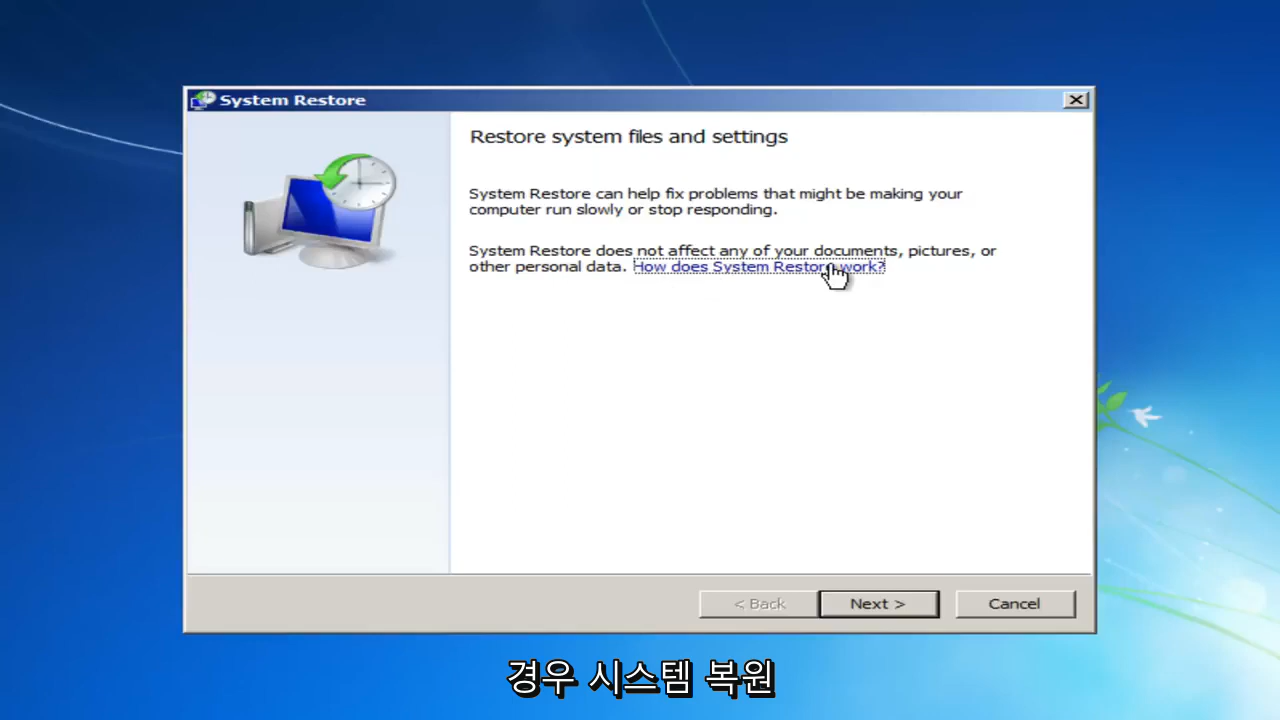 System Restore
Restore system files and settings
System Restore can help fix problems that might be making your
computer run slowly or stop responding.
System Restore does not affect any of your documents, pictures, or
other personal data. How does System Restore work?
< Back
Next >
Cancel
경우 시스템 복원